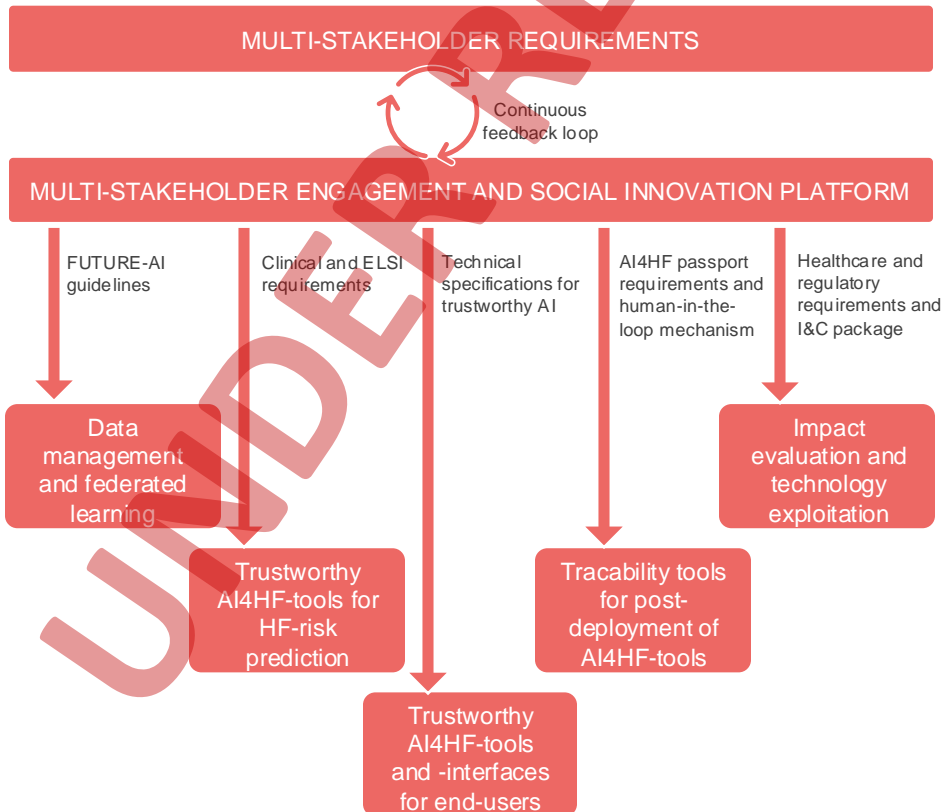 MULTI-STAKEHOLDER REQUIREMENTS
Continuous
feedback loop
MULTI-STAKEHOLDER ENGAGEMENT AND SOCIAL INNOVATION PLATFORM
FUTURE-AI
guidelines
Clinical and ELSI
requirements
Technical
specifications for
trustworthy AI
AI4HF passport
requirements and
human-in-the-
loop mechanism
Healthcare and
regulatory
requirements and
I&C package
Data
management
and federated
learning
Impact
evaluation and
technology
exploitation
Trustworthy
AI4HF-tools for
HF-risk
prediction
Tracability tools
for post-
deployment of
AI4HF-tools
Trustworthy
AI4HF-tools
and -interfaces
for end-users
UNDER RE